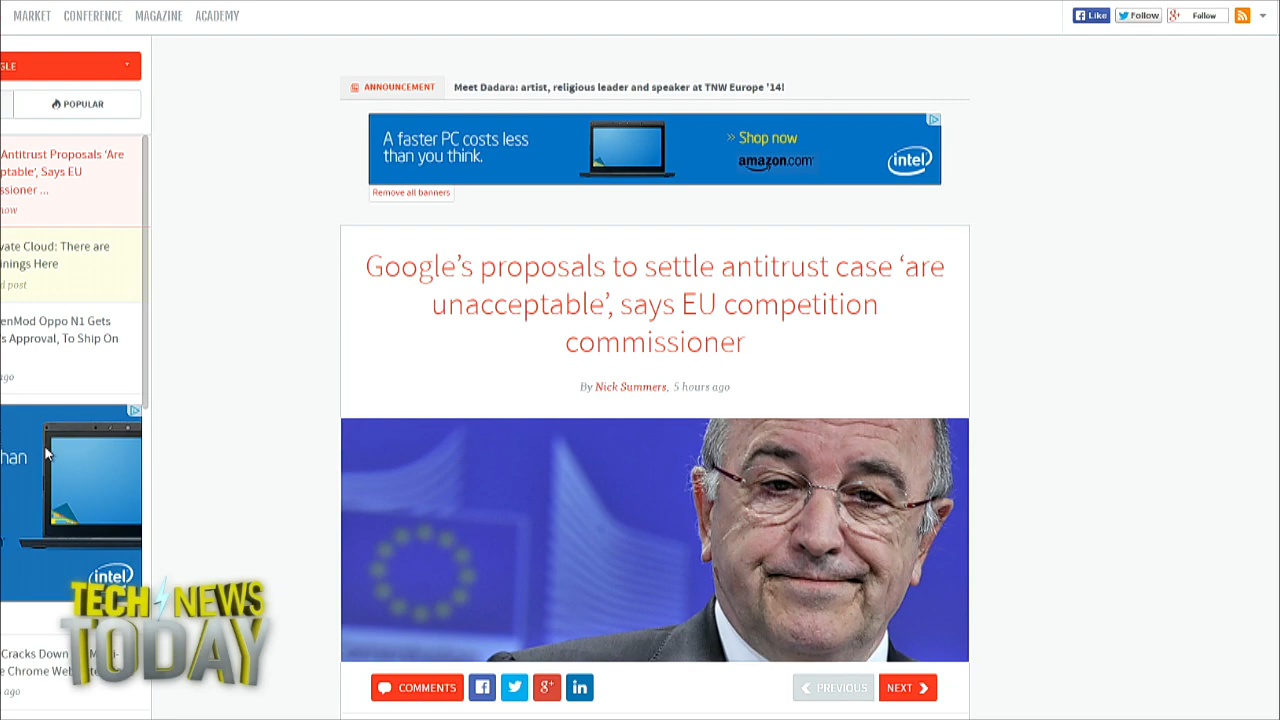 MARKET CONFERENCE MAGAZINE ACADEMY
Like
Follow
Follow
GLE
POPULAR
ANNOUNCEMENT
Meet Dadara: artist, religious leader and speaker at TNW Europe '14!
A faster PC costs less
than you think.
>> Shop now
amazon.com
intel
Remove all banners
Antitrust Proposals 'Are
ptable', Says EU
ssioner ...
now
vate Cloud: There are
nings Here
d post
enMod Oppo N1 Gets
s Approval, To Ship On
ago
han
intel
Cracks Down
e Chrome Web
ago
Google's proposals to settle antitrust case ‘are
unacceptable’, says EU competition
commissioner
By Nick Summers, 5 hours ago
COMMENTS
PREVIOUS
NEXT
TECH NEWS
TODAY